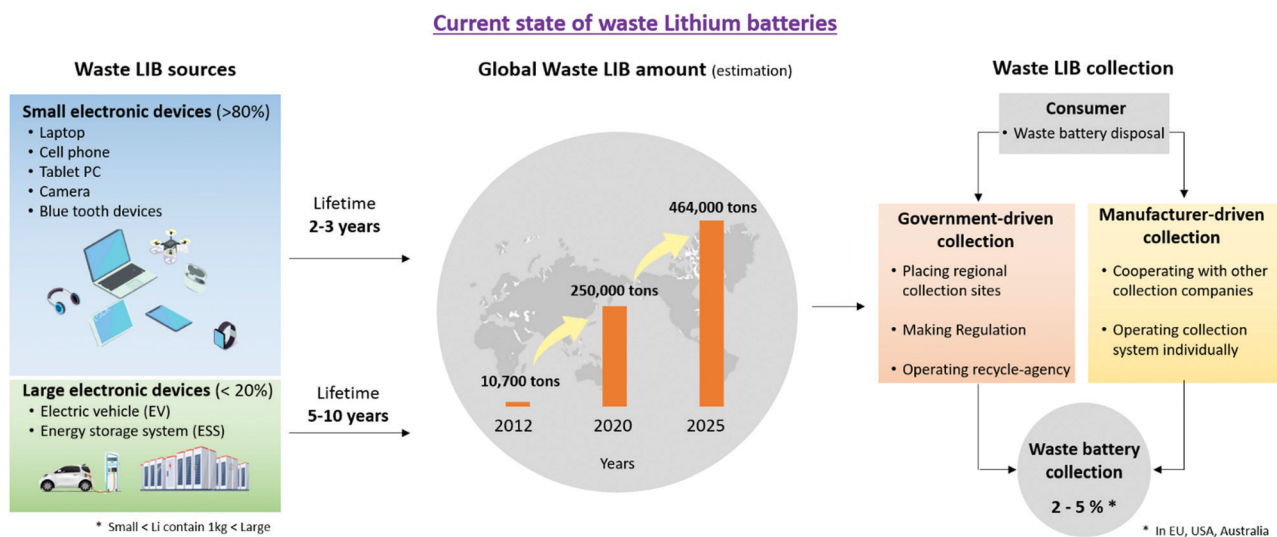 Current state of waste Lithium batteries
Waste LIB sources
Small electronic devices (>80%)
• Laptop
• Cell phone
• Tablet PC
• Camera
• Blue tooth devices
Large electronic devices (< 20%)
• Electric vehicle (EV)
• Energy storage system (ESS)
* Small < Li contain 1kg < Large
Lifetime
2-3 years
Lifetime
5-10 years
Global Waste LIB amount (estimation)
464,000 tons
250,000 tons
10,700 tons
2012 2020 2025
Years
Waste LIB collection
Consumer
• Waste battery disposal
Government-driven
collection
• Placing regional
collection sites
• Making Regulation
• Operating recycle-agency
Manufacturer-driven
collection
• Cooperating with other
collection companies
• Operating collection
system individually
Waste battery
collection
2 - 5 % *
* In EU, USA, Australia